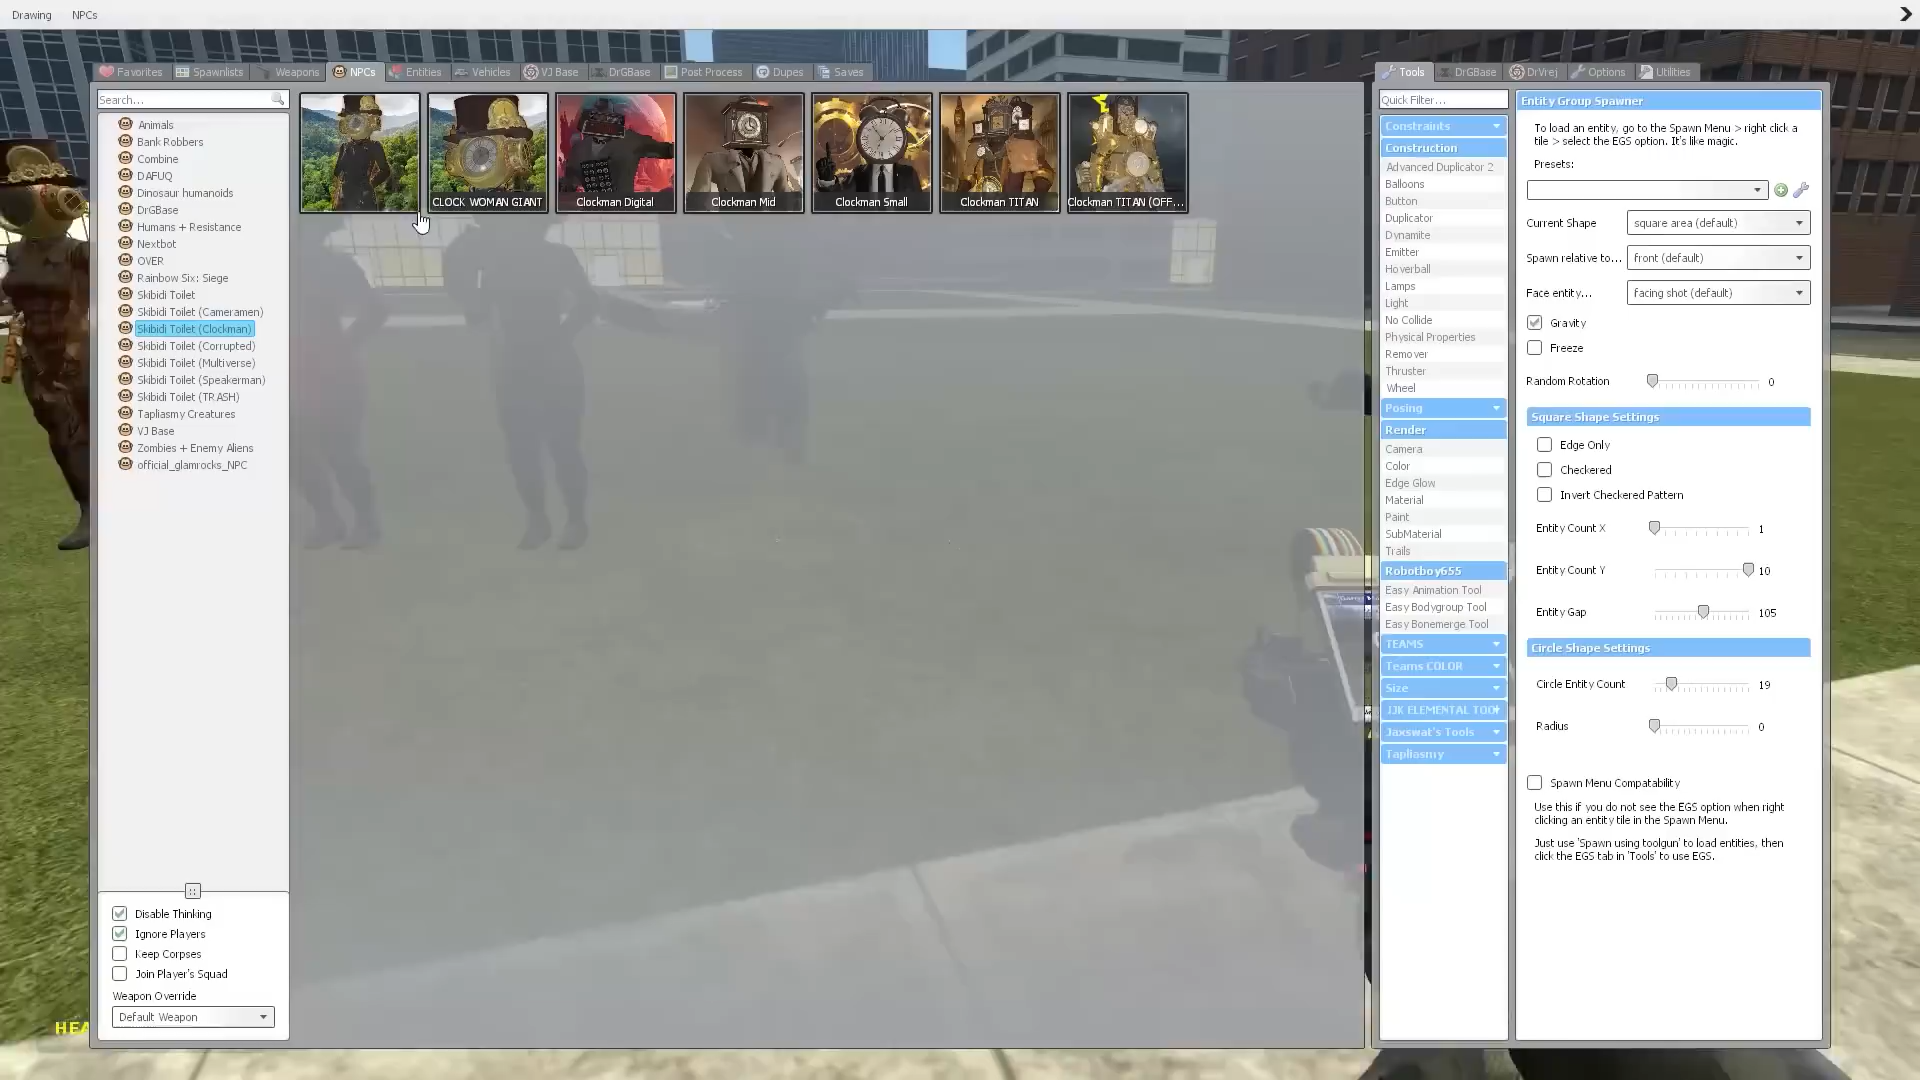 Drawing NPCs
Favorites Spawnlists Weapons NPCs Entities Vehicles VJ Base DrGBase Post Process Dupes Saves
Search...
Animals
Bank Robbers
Combine
DAFUQ
Dinosaur humanoids
DrGBase
Humans + Resistance
Nextbot
OVER
Rainbow Six: Siege
Skibidi Toilet
Skibidi Toilet (Cameramen)
Skibidi Toilet (Clockman)
Skibidi Toilet (Corrupted)
Skibidi Toilet (Multiverse)
Skibidi Toilet (Speakerman)
Skibidi Toilet (TRASH)
Tapliasmy Creatures
VJ Base
Zombies + Enemy Aliens
official_glamrocks_NPC
Disable Thinking
Ignore Players
Keep Corpses
Join Player's Squad
Weapon Override
Default Weapon
HEA
CLOCK WOMAN GIANT
Clockman Digital
Clockman Mid
Clockman Small
Clockman TITAN
Clockman TITAN (OFF...
Tools DrGBase DrVrej Options Utilities
Quick Filter...
Constraints
Construction
Advanced Duplicator 2
Balloons
Button
Duplicator
Dynamite
Emitter
Hoverball
Lamps
Light
No Collide
Physical Properties
Remover
Thruster
Wheel
Posing
Render
Camera
Color
Edge Glow
Material
Paint
SubMaterial
Trails
Robotboy655
Easy Animation Tool
Easy Bodygroup Tool
Easy Bonemerge Tool
TEAMS
Teams COLOR
Size
JJK ELEMENTAL TOO
Jaxswat's Tools
Tapliasmy
Entity Group Spawner
To load an entity, go to the Spawn Menu > right click a
tile > select the EGS option. It's like magic.
Presets:
Current Shape square area (default)
Spawn relative to... front (default)
Face entity... facing shot (default)
Gravity
Freeze
Random Rotation 0
Square Shape Settings
Edge Only
Checkered
Invert Checkered Pattern
Entity Count X 1
Entity Count Y 10
Entity Gap 105
Circle Shape Settings
Circle Entity Count 19
Radius 0
Spawn Menu Compatability
Use this if you do not see the EGS option when right
clicking an entity tile in the Spawn Menu.
Just use 'Spawn using toolgun' to load entities, then
click the EGS tab in 'Tools' to use EGS.